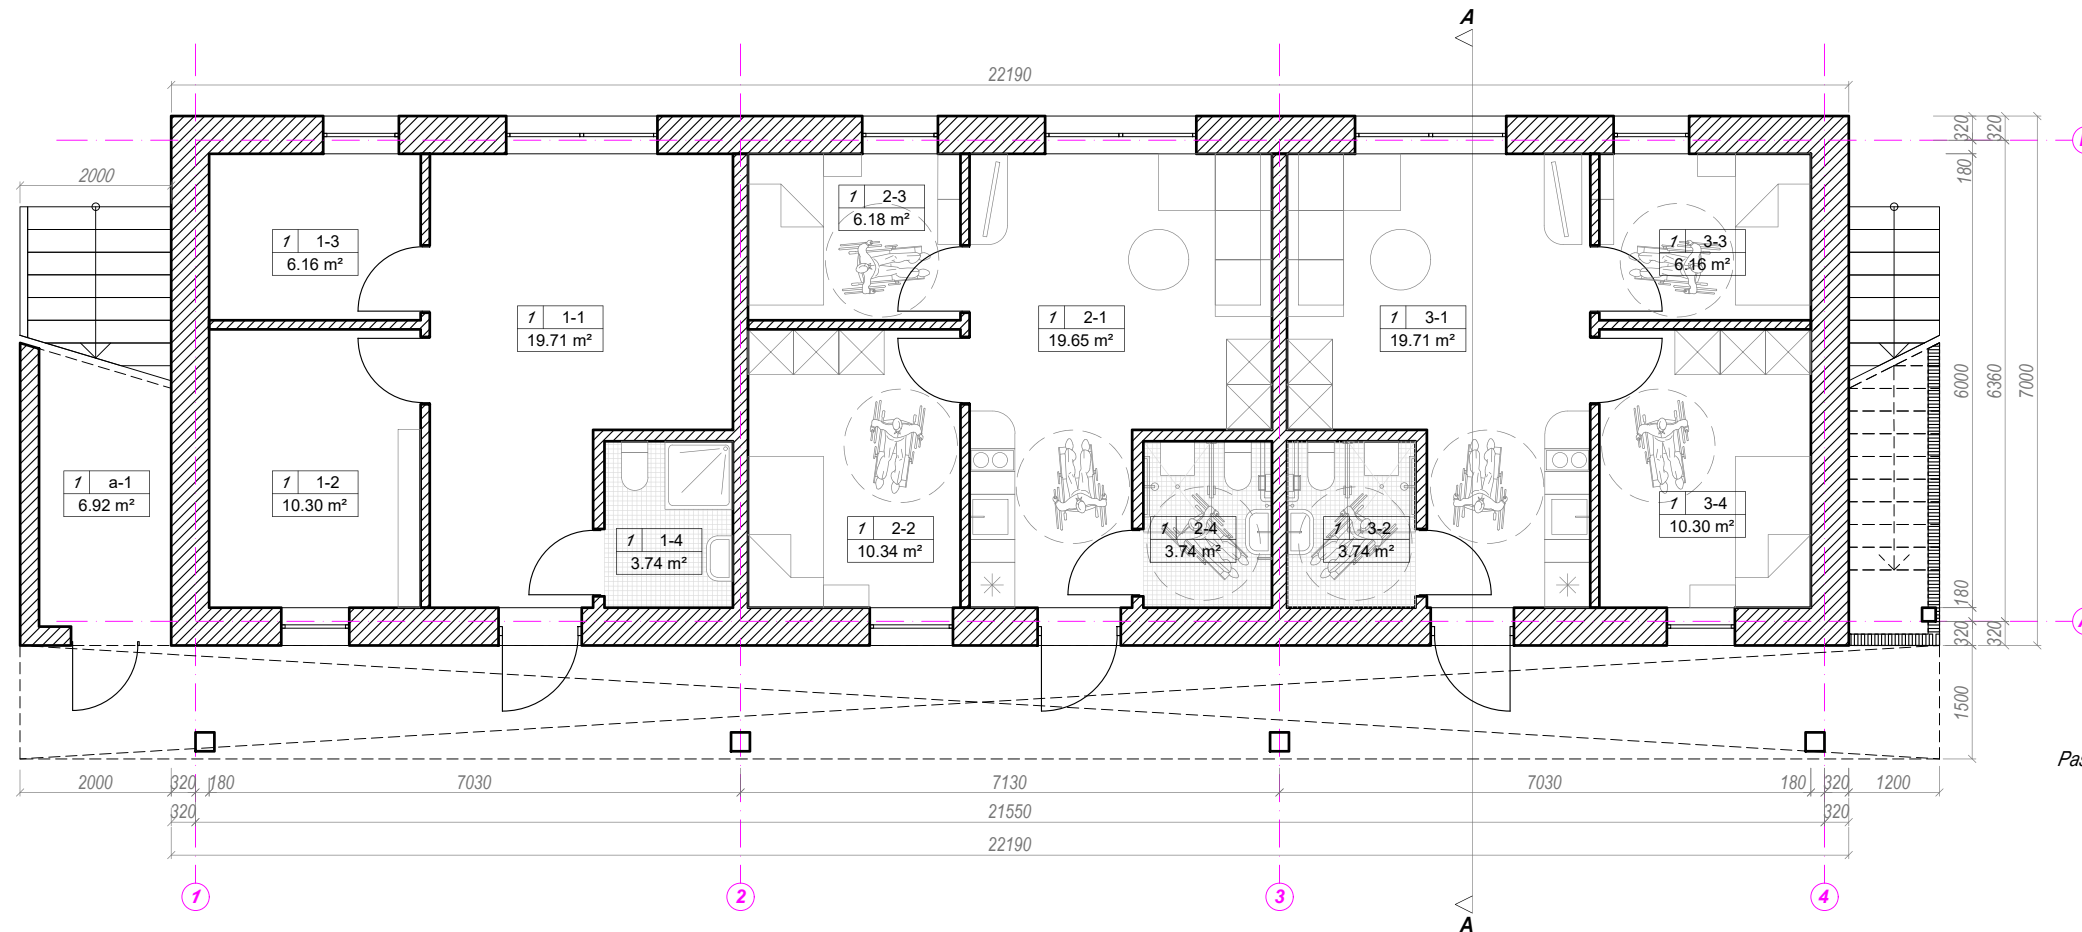 A
22190
320 320
2000
180
1 2-3
6.18 m²
1 1-3
6.16 m²
1 3-3
6.16 m²
1 1-1
19.71 m²
1 2-1
19.65 m²
1 3-1
19.71 m²
6000 6360 7000
1 a-1
6.92 m²
1 1-2
10.30 m²
1 3-4
10.30 m²
1 1-4
3.74 m²
1 2-2
10.34 m²
1 2-4
3.74 m²
1 3-2
3.74 m²
180
320 320
1500
Pas
2000 320 180 7030 7130 7030 180 320 1200
320 21550 320
22190
1 2 3 4
A